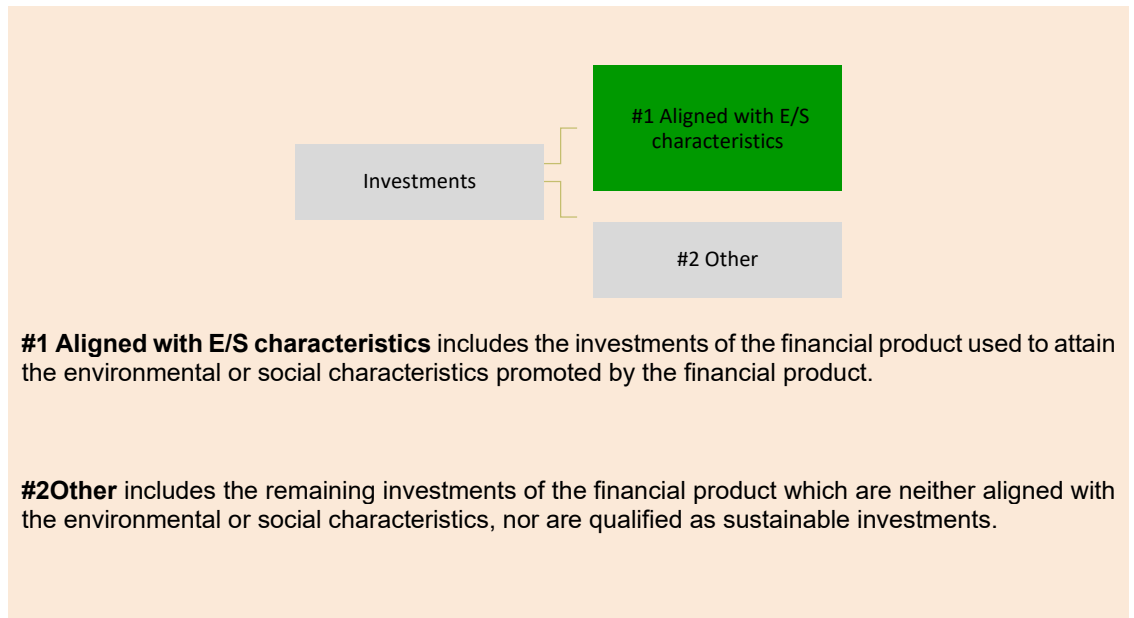 #1 Aligned with E/S
characteristics
Investments
#2 Other
#1 Aligned with E/S characteristics includes the investments of the financial product used to attain
the environmental or social characteristics promoted by the financial product.
#2Other includes the remaining investments of the financial product which are neither aligned with
the environmental or social characteristics, nor are qualified as sustainable investments.